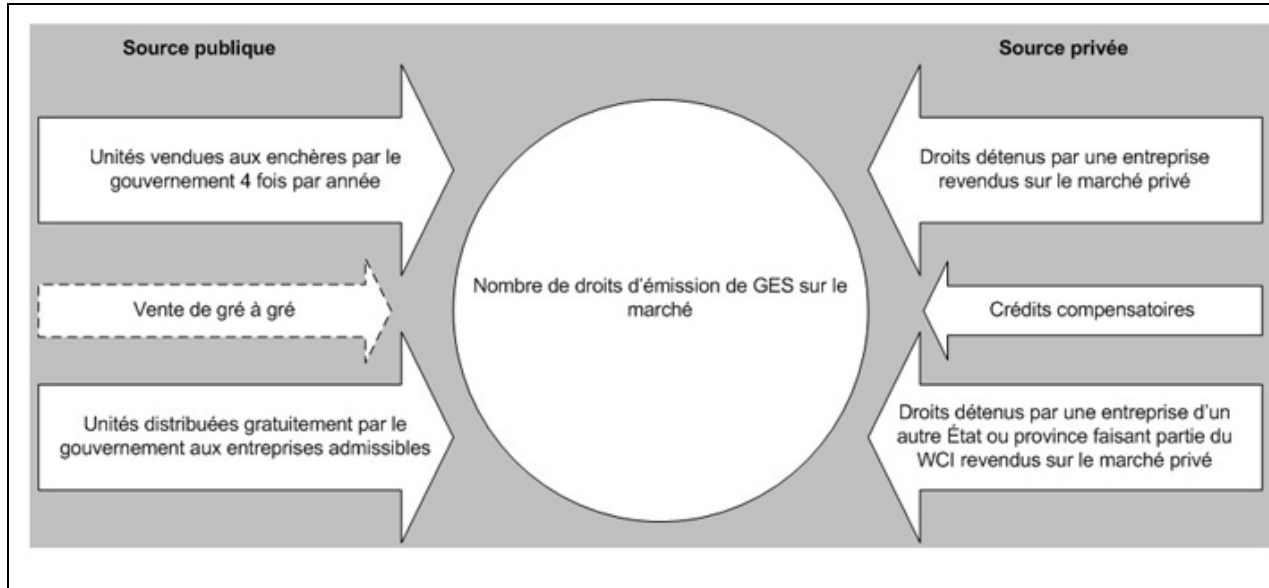 Source publique
Unités vendues aux enchères par le
gouvernement 4 fois par année
Vente de gré à gré
Unités distribuées gratuitement par le
gouvernement aux entreprises admissibles
Nombre de droits d'émission de GES sur le
marché
Source privée
Droits détenus par une entreprise
revendus sur le marché privé
Crédits compensatoires
Droits détenus par une entreprise d'un
autre État ou province faisant partie du
WCI revendus sur le marché privé